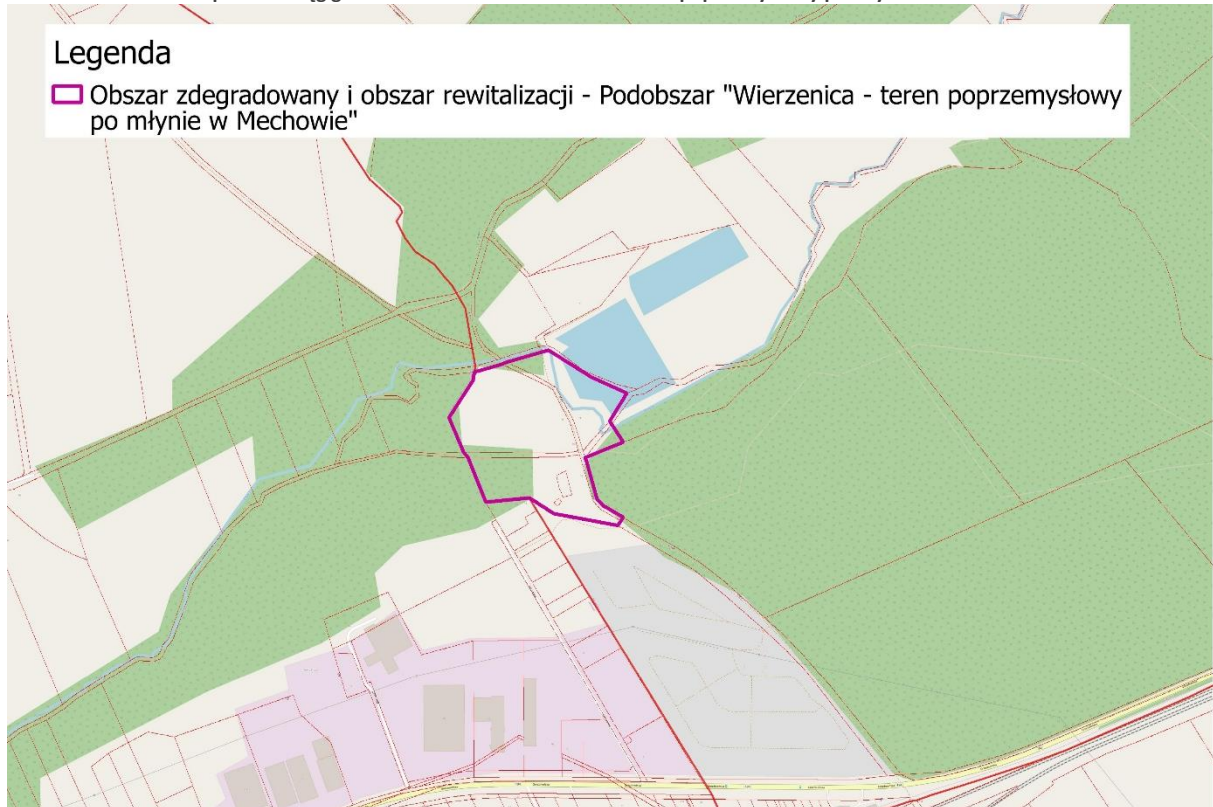 Legenda
Obszar zdegradowany i obszar rewitalizacji - Podobszar "Wierzenica - teren poprzemysłowy
po młynie w Mechowie"